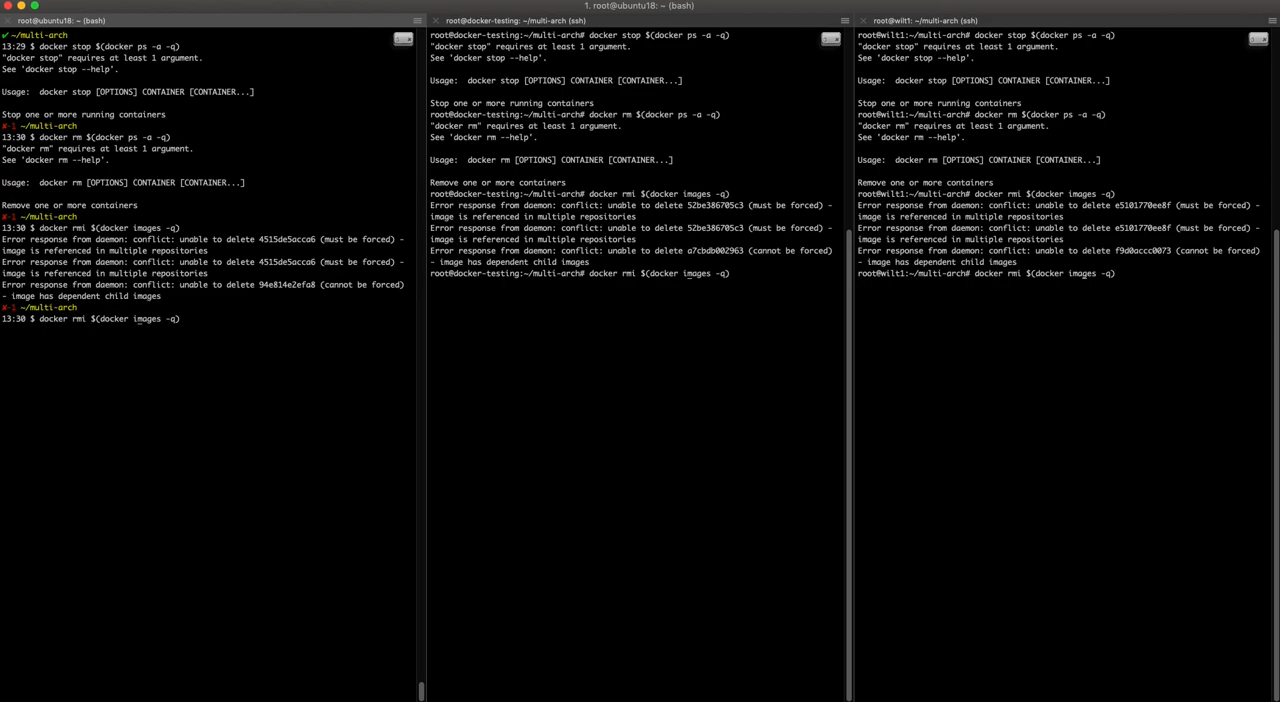 1. root@ubuntu18: ~ (bash)
root@ubuntu18: ~ (bash)
✔ ~/multi-arch
13:29 $ docker stop $(docker ps -a -q)
"docker stop" requires at least 1 argument.
See 'docker stop --help'.
Usage:  docker stop [OPTIONS] CONTAINER [CONTAINER...]
Stop one or more running containers
✘-1 ~/multi-arch
13:30 $ docker rm $(docker ps -a -q)
"docker rm" requires at least 1 argument.
See 'docker rm --help'.
Usage:  docker rm [OPTIONS] CONTAINER [CONTAINER...]
Remove one or more containers
✘-1 ~/multi-arch
13:30 $ docker rmi $(docker images -q)
Error response from daemon: conflict: unable to delete 4515de5acca6 (must be forced) -
image is referenced in multiple repositories
Error response from daemon: conflict: unable to delete 4515de5acca6 (must be forced) -
image is referenced in multiple repositories
Error response from daemon: conflict: unable to delete 94e814e2efa8 (cannot be forced)
- image has dependent child images
✘-1 ~/multi-arch
13:30 $ docker rmi $(docker images -q)
root@docker-testing: ~/multi-arch (ssh)
root@docker-testing:~/multi-arch# docker stop $(docker ps -a -q)
"docker stop" requires at least 1 argument.
See 'docker stop --help'.
Usage:  docker stop [OPTIONS] CONTAINER [CONTAINER...]
Stop one or more running containers
root@docker-testing:~/multi-arch# docker rm $(docker ps -a -q)
"docker rm" requires at least 1 argument.
See 'docker rm --help'.
Usage:  docker rm [OPTIONS] CONTAINER [CONTAINER...]
Remove one or more containers
root@docker-testing:~/multi-arch# docker rmi $(docker images -q)
Error response from daemon: conflict: unable to delete 52be386705c3 (must be forced) -
image is referenced in multiple repositories
Error response from daemon: conflict: unable to delete 52be386705c3 (must be forced) -
image is referenced in multiple repositories
Error response from daemon: conflict: unable to delete a7cbdb002963 (cannot be forced)
- image has dependent child images
root@docker-testing:~/multi-arch# docker rmi $(docker images -q)
root@wilt1: ~/multi-arch (ssh)
root@wilt1:~/multi-arch# docker stop $(docker ps -a -q)
"docker stop" requires at least 1 argument.
See 'docker stop --help'.
Usage:  docker stop [OPTIONS] CONTAINER [CONTAINER...]
Stop one or more running containers
root@wilt1:~/multi-arch# docker rm $(docker ps -a -q)
"docker rm" requires at least 1 argument.
See 'docker rm --help'.
Usage:  docker rm [OPTIONS] CONTAINER [CONTAINER...]
Remove one or more containers
root@wilt1:~/multi-arch# docker rmi $(docker images -q)
Error response from daemon: conflict: unable to delete e5101770ee8f (must be forced) -
image is referenced in multiple repositories
Error response from daemon: conflict: unable to delete e5101770ee8f (must be forced) -
image is referenced in multiple repositories
Error response from daemon: conflict: unable to delete f9d0accc0073 (cannot be forced)
- image has dependent child images
root@wilt1:~/multi-arch# docker rmi $(docker images -q)